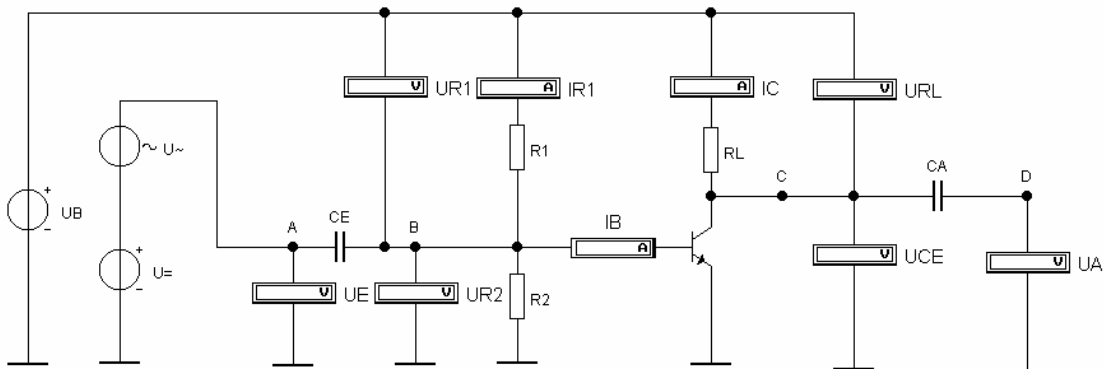 V UR1
A IR1
A IC
V URL
~ U~
R1
RL
+ UB -
CE
A
B
IB
A
C
CA
D
+ U= -
V UE
V UR2
R2
V UCE
V UA